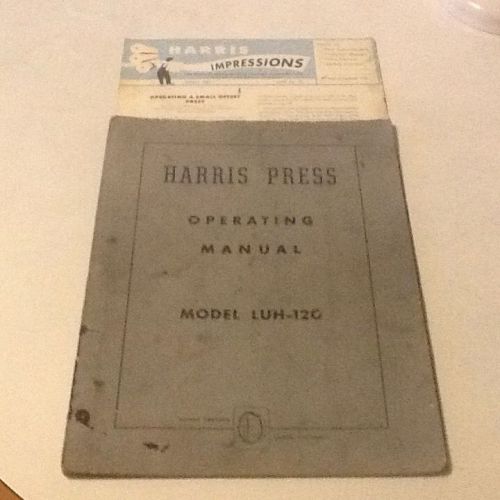 HARRIS
IMPRESSIONS
OPERATING A SMALL OFFSET
PRESS
HARRIS PRESS
OPERATING
MANUAL
MODEL LUH-120